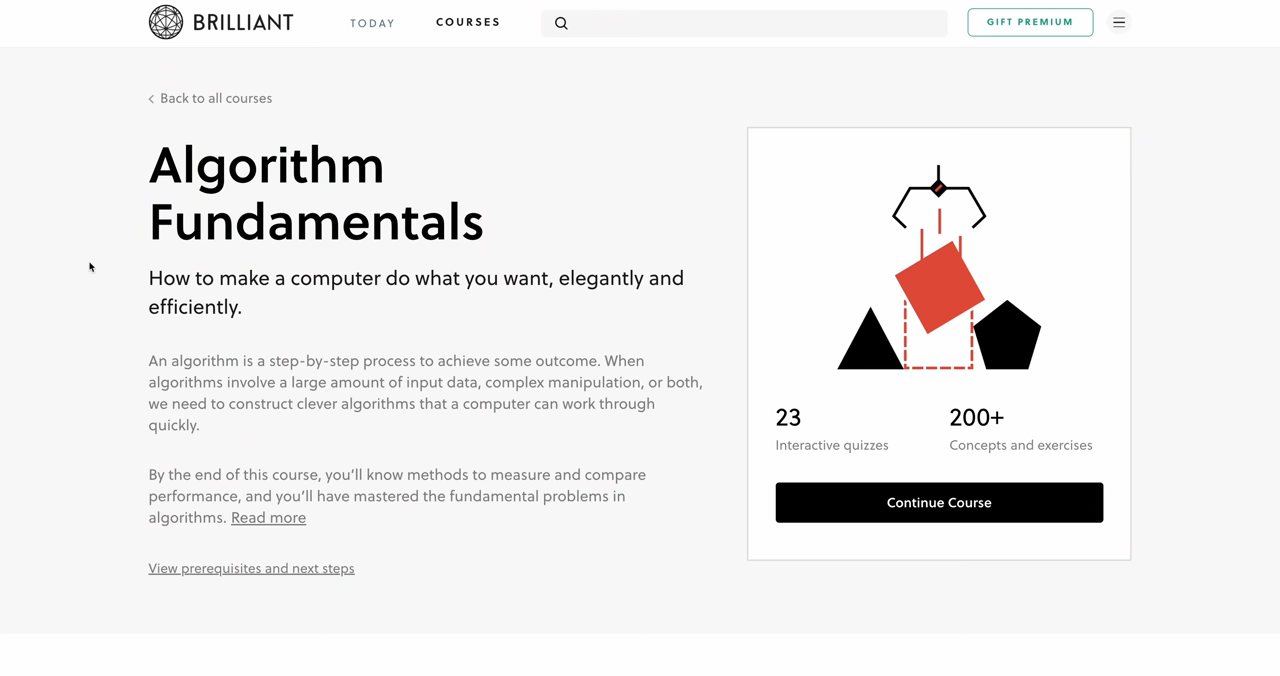 BRILLIANT
TODAY
COURSES
GIFT PREMIUM
Back to all courses
Algorithm
Fundamentals
How to make a computer do what you want, elegantly and
efficiently.
An algorithm is a step-by-step process to achieve some outcome. When
algorithms involve a large amount of input data, complex manipulation, or both,
we need to construct clever algorithms that a computer can work through
quickly.
By the end of this course, you’ll know methods to measure and compare
performance, and you’ll have mastered the fundamental problems in
algorithms. Read more
View prerequisites and next steps
23
Interactive quizzes
200+
Concepts and exercises
Continue Course